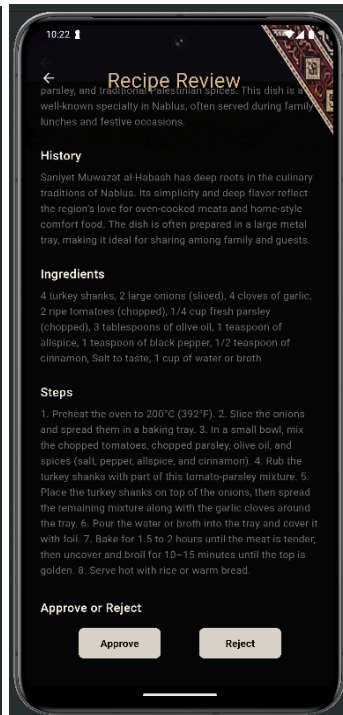 10:22
Recipe Review
parsley, and traditional Palestinian spices. This dish is a
well-known specialty in Nablus, often served during family
lunches and festive occasions.
History
Saniyet Muwazat al-Habash has deep roots in the culinary
traditions of Nablus. Its simplicity and deep flavor reflect
the region's love for oven-cooked meats and home-style
comfort food. The dish is often prepared in a large metal
tray, making it ideal for sharing among family and guests.
Ingredients
4 turkey shanks, 2 large onions (sliced), 4 cloves of garlic,
2 ripe tomatoes (chopped), 1/4 cup fresh parsley
(chopped), 3 tablespoons of olive oil, 1 teaspoon of
allspice, 1 teaspoon of black pepper, 1/2 teaspoon of
cinnamon, Salt to taste, 1 cup of water or broth
Steps
1. Preheat the oven to 200°C (392°F). 2. Slice the onions
and spread them in a baking tray. 3. In a small bowl, mix
the chopped tomatoes, chopped parsley, olive oil, and
spices (salt, pepper, allspice, and cinnamon). 4. Rub the
turkey shanks with part of this tomato-parsley mixture. 5.
Place the turkey shanks on top of the onions, then spread
the remaining mixture along with the garlic cloves around
the tray. 6. Pour the water or broth into the tray and cover it
with foil. 7. Bake for 1.5 to 2 hours until the meat is tender,
then uncover and broil for 10–15 minutes until the top is
golden. 8. Serve hot with rice or warm bread.
Approve or Reject
Approve
Reject